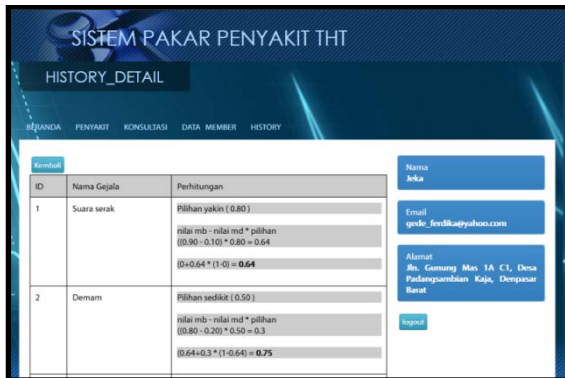 SISTEM PAKAR PENYAKIT THT
HISTORY_DETAIL
BERANDA PENYAKIT KONSULTASI DATA MEMBER HISTORY
Kembali
ID Nama Gejala Perhitungan
1 Suara serak Pilihan yakin ( 0.80 )
nilai mb - nilai md * pilihan
((0.90 - 0.10) * 0.80 = 0.64
(0+0.64 * (1-0) = 0.64
2 Demam Pilihan sedikit ( 0.50 )
nilai mb - nilai md * pilihan
((0.80 - 0.20) * 0.50 = 0.3
(0.64+0.3 * (1-0.64) = 0.75
Nama
Jeka
Email
gede_ferdika@yahoo.com
Alamat
Jln. Gunung Mas 1A C1, Desa
Padangsambian Kaja, Denpasar
Barat
logout